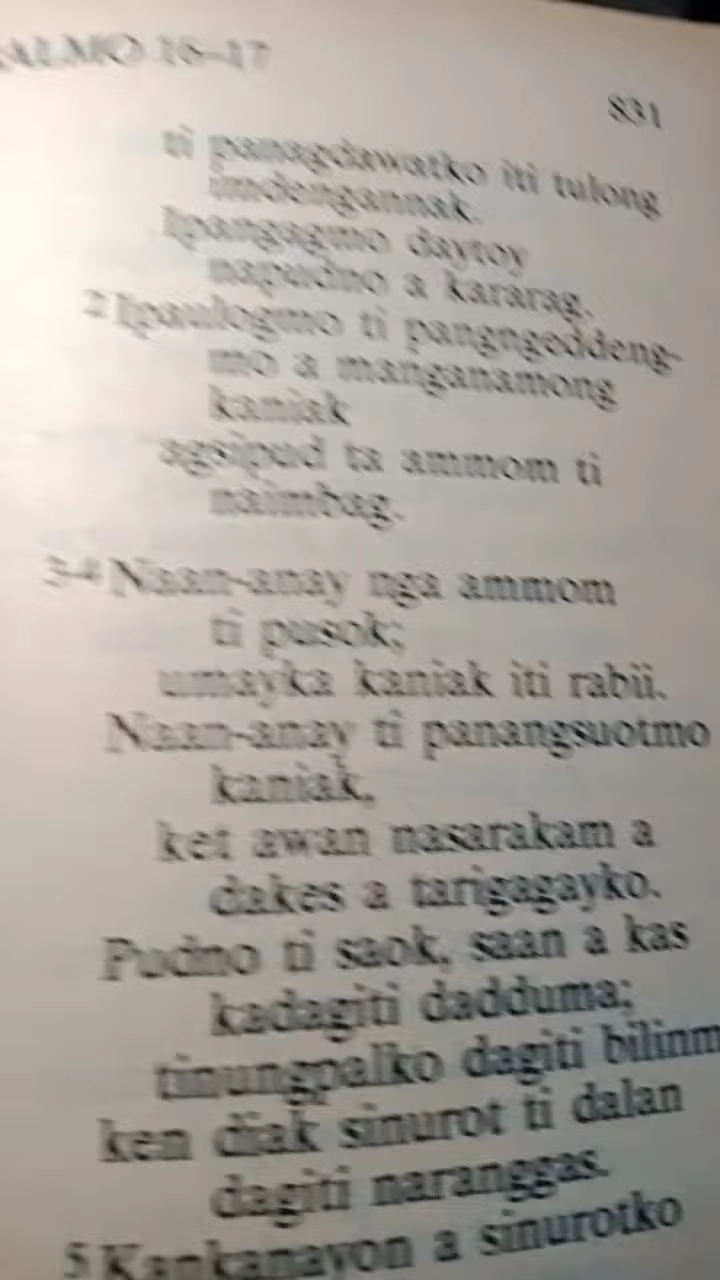 ALMO 16–17
831
ti panagdawatko iti tulong
imdengannak.
Ipangagmo daytoy
napudno a kararag.
2 Ipaulogmo ti pangngeddeng-
mo a manganamong
kaniak
agsipud ta ammom ti
naimbag.
3-4 Naan-anay nga ammom
ti pusok;
umayka kaniak iti rabii.
Naan-anay ti panangsuotmo
kaniak,
ket awan nasarakam a
dakes a tarigagayko.
Pudno ti saok, saan a kas
kadagiti dadduma;
tinungpalko dagiti bilinm
ken diak sinurot ti dalan
dagiti naranggas.
5 Kankanayon a sinurotko